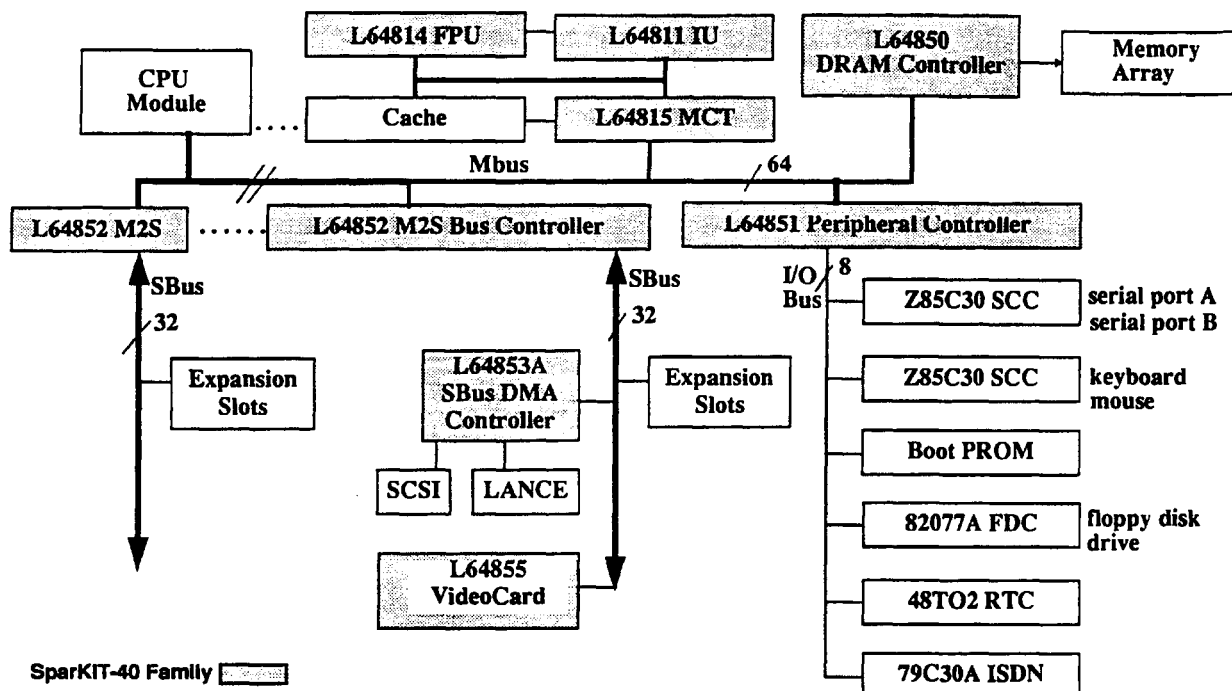 L64814 FPU
L64811 IU
L64850
DRAM Controller
Memory
Array
CPU
Module
Cache
L64815 MCT
Mbus
64
L64852 M2S
L64852 M2S Bus Controller
L64851 Peripheral Controller
SBus
32
SBus
32
I/O
Bus
8
Z85C30 SCC
serial port A
serial port B
Expansion
Slots
L64853A
SBus DMA
Controller
Expansion
Slots
Z85C30 SCC
keyboard
mouse
Boot PROM
SCSI
LANCE
82077A FDC
floppy disk
drive
L64855
VideoCard
48TO2 RTC
79C30A ISDN
SparKIT-40 Family